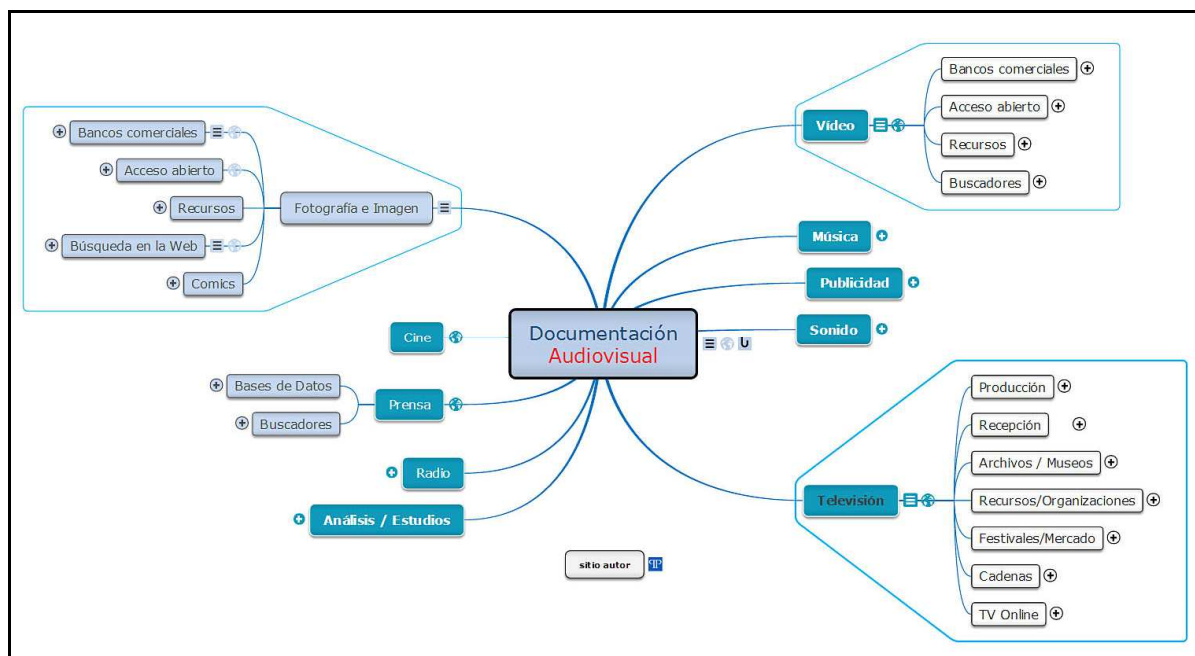 Documentación
Audiovisual
Fotografía e Imagen
Bancos comerciales
Acceso abierto
Recursos
Búsqueda en la Web
Comics
Cine
Prensa
Bases de Datos
Buscadores
Radio
Análisis / Estudios
Vídeo
Bancos comerciales
Acceso abierto
Recursos
Buscadores
Música
Publicidad
Sonido
Televisión
Producción
Recepción
Archivos / Museos
Recursos/Organizaciones
Festivales/Mercado
Cadenas
TV Online
sitio autor